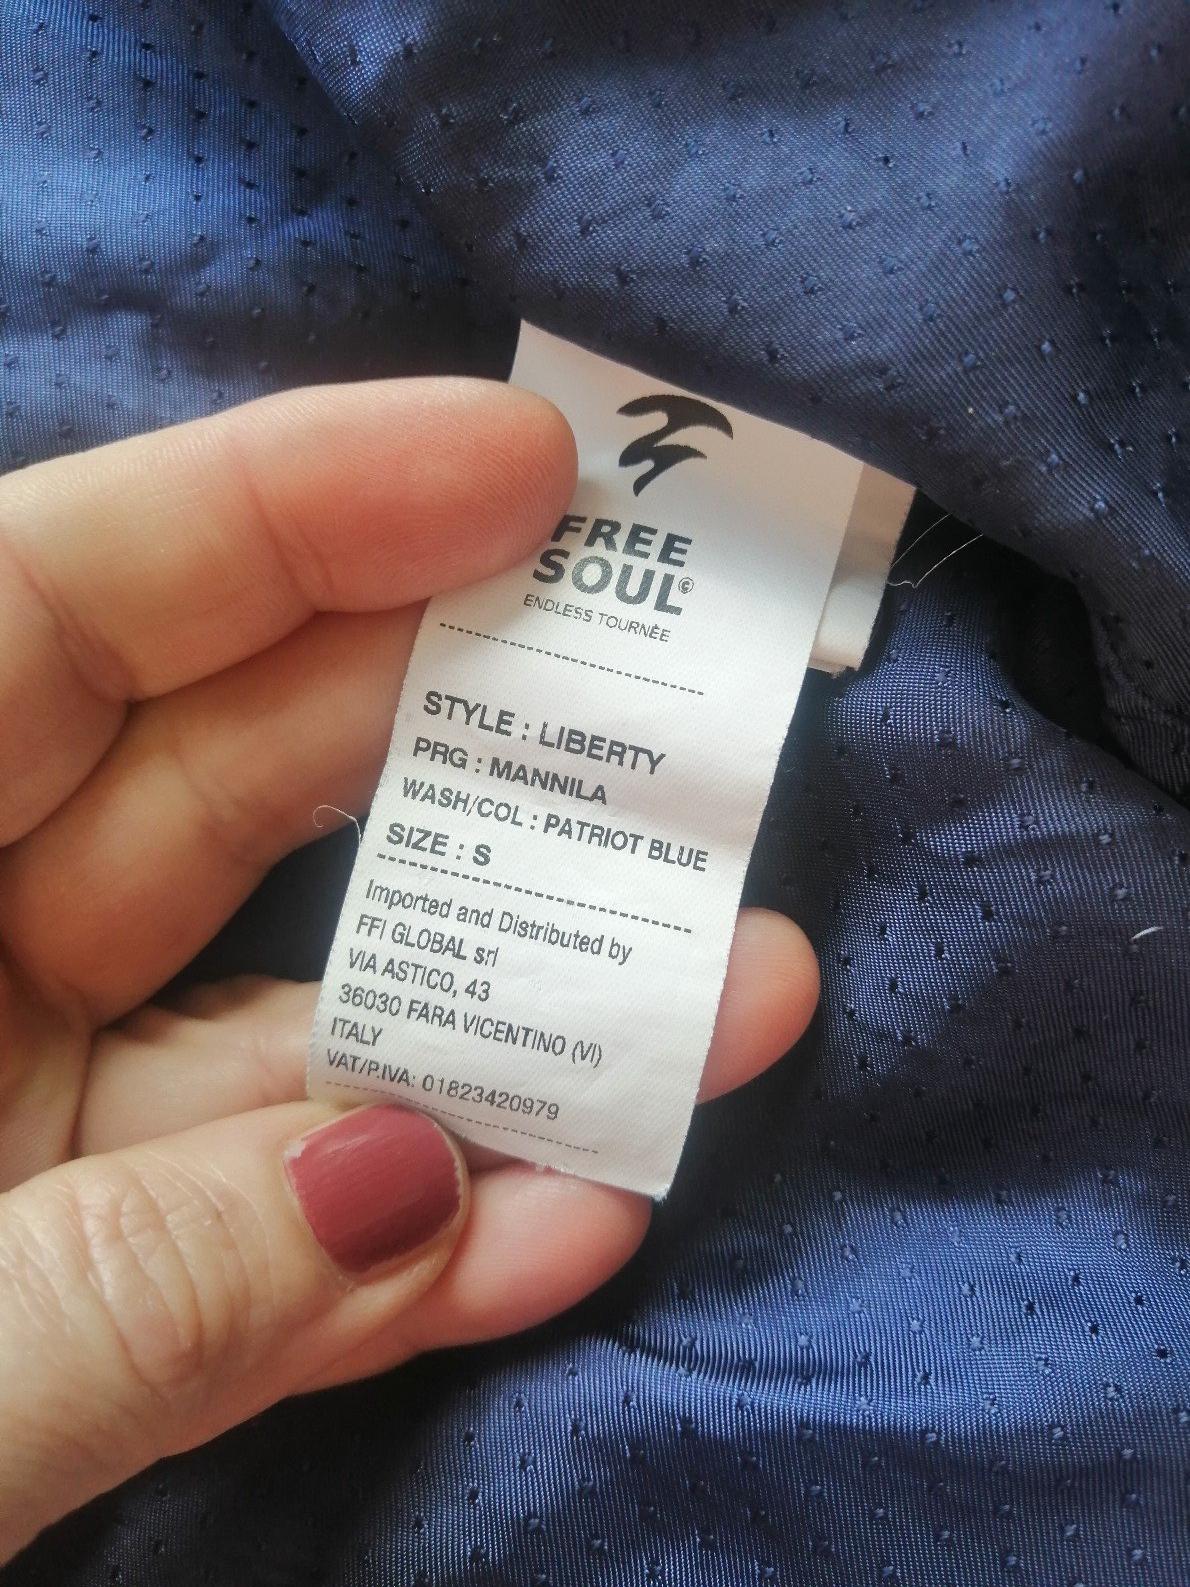 FREE
SOUL©
ENDLESS TOURNÈE
STYLE : LIBERTY
PRG : MANNILA
WASH/COL : PATRIOT BLUE
SIZE : S
Imported and Distributed by
FFI GLOBAL srl
VIA ASTICO, 43
36030 FARA VICENTINO (VI)
ITALY
VAT/P.IVA: 01823420979